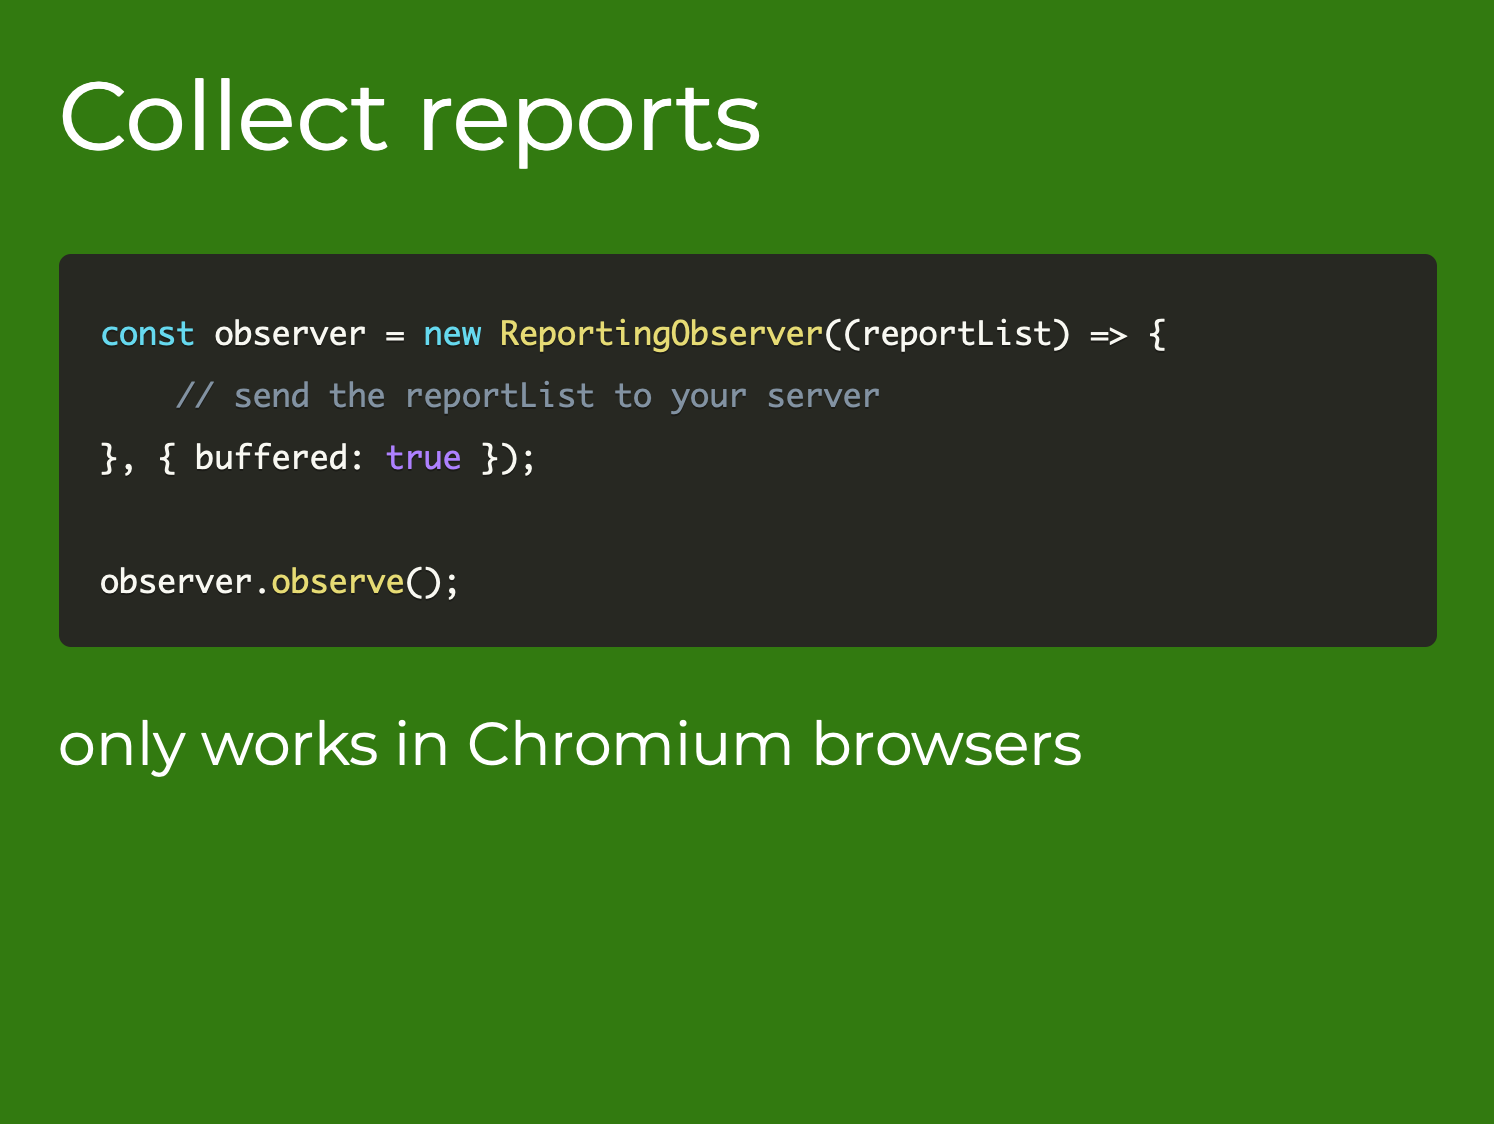 Collect reports
const observer = new ReportingObserver((reportList) => {
    // send the reportList to your server
}, { buffered: true });
observer.observe();
only works in Chromium browsers